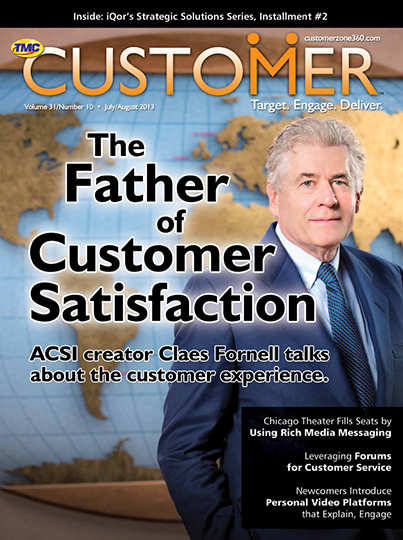 Inside: iQor's Strategic Solutions Series, Installment #2
TMC
customerzone360.com
CUSTOMER
Volume 31/Number 10 • July/August 2013
Target. Engage. Deliver.
The
Father
of
Customer
Satisfaction
ACSI creator Claes Fornell talks
about the customer experience.
Chicago Theater Fills Seats by
Using Rich Media Messaging
Leveraging Forums
for Customer Service
Newcomers Introduce
Personal Video Platforms
that Explain, Engage